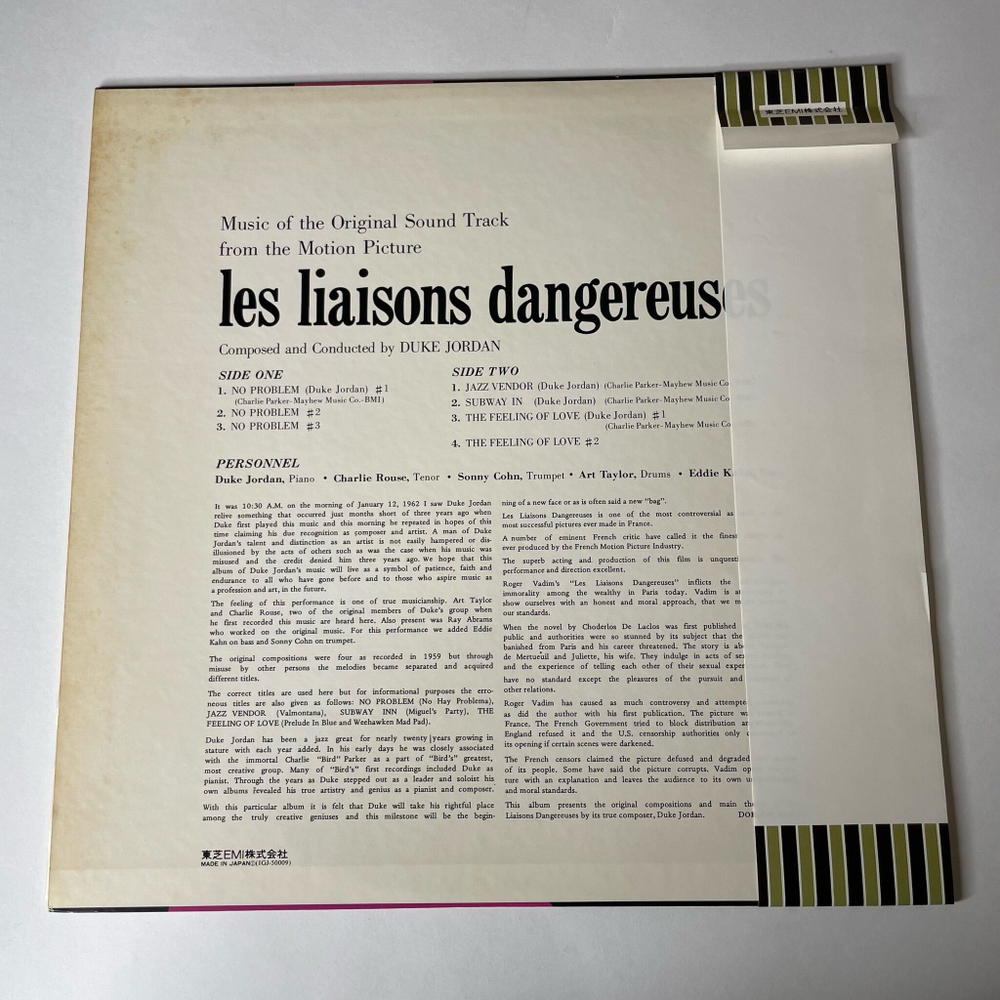 東芝EMI株式会社
Music of the Original Sound Track
from the Motion Picture
les liaisons dangereuses
Composed and Conducted by DUKE JORDAN
SIDE ONE
1. NO PROBLEM (Duke Jordan) ♯1
(Charlie Parker-Mayhew Music Co.-BMI)
2. NO PROBLEM ♯2
3. NO PROBLEM ♯3
SIDE TWO
1. JAZZ VENDOR (Duke Jordan) (Charlie Parker-Mayhew Music Co
2. SUBWAY IN (Duke Jordan) (Charlie Parker-Mayhew Music Co
3. THE FEELING OF LOVE (Duke Jordan) ♯1
(Charlie Parker-Mayhew Music Co
4. THE FEELING OF LOVE ♯2
PERSONNEL
Duke Jordan, Piano • Charlie Rouse, Tenor • Sonny Cohn, Trumpet • Art Taylor, Drums • Eddie K
It was 10:30 A.M. on the morning of January 12, 1962 I saw Duke Jordan
relive something that occurred just months short of three years ago when
Duke first played this music and this morning he repeated in hopes of this
time claiming his due recognition as composer and artist. A man of Duke
Jordan's talent and distinction as an artist is not easily hampered or dis-
illusioned by the acts of others such as was the case when his music was
misused and the credit denied him three years ago. We hope that this
album of Duke Jordan's music will live as a symbol of patience, faith and
endurance to all who have gone before and to those who aspire music as
a profession and art, in the future.
The feeling of this performance is one of true musicianship. Art Taylor
and Charlie Rouse, two of the original members of Duke's group when
he first recorded this music are heard here. Also present was Ray Abrams
who worked on the original music. For this performance we added Eddie
Kahn on bass and Sonny Cohn on trumpet.
The original compositions were four as recorded in 1959 but through
misuse by other persons the melodies became separated and acquired
different titles.
The correct titles are used here but for informational purposes the erro-
neous titles are also given as follows: NO PROBLEM (No Hay Problema),
JAZZ VENDOR (Valmontana), SUBWAY INN (Miguel's Party), THE
FEELING OF LOVE (Prelude In Blue and Weehawken Mad Pad).
Duke Jordan has been a jazz great for nearly twenty years growing in
stature with each year added. In his early days he was closely associated
with the immortal Charlie "Bird" Parker as a part of "Bird's" greatest,
most creative group. Many of "Bird's" first recordings included Duke as
pianist. Through the years as Duke stepped out as a leader and soloist his
own albums revealed his true artistry and genius as a pianist and composer.
With this particular album it is felt that Duke will take his rightful place
among the truly creative geniuses and this milestone will be the begin-
ning of a new face or as is often said a new "bag".
Les Liaisons Dangereuses is one of the most controversial as
most successful pictures ever made in France.
A number of eminent French critic have called it the finest
ever produced by the French Motion Picture Industry.
The superb acting and production of this film is unquest
performance and direction excellent.
Roger Vadim's "Les Liaisons Dangereuses" inflicts the
immorality among the wealthy in Paris today. Vadim is a
show ourselves with an honest and moral approach, that we m
our standards.
When the novel by Choderlos De Laclos was first published
public and authorities were so stunned by its subject that the
banished from Paris and his career threatened. The story is ab
de Mertueuil and Juliette, his wife. They indulge in acts of se
and the experience of telling each other of their sexual exper
have no standard except the pleasures of the pursuit and
other relations.
Roger Vadim has caused as much controversy and attempte
as did the author with his first publication. The picture w
France. The French Government tried to block distribution a
England refused it and the U.S. censorship authorities only
its opening if certain scenes were darkened.
The French censors claimed the picture defused and degraded
of its people. Some have said the picture corrupts. Vadim op
ture with an explanation and leaves the audience to its own
and moral standards.
This album presents the original compositions and main th
Liaisons Dangereuses by its true composer, Duke Jordan. DO
東芝EMI株式会社
MADE IN JAPAN Ⓙ(TGJ-50009)